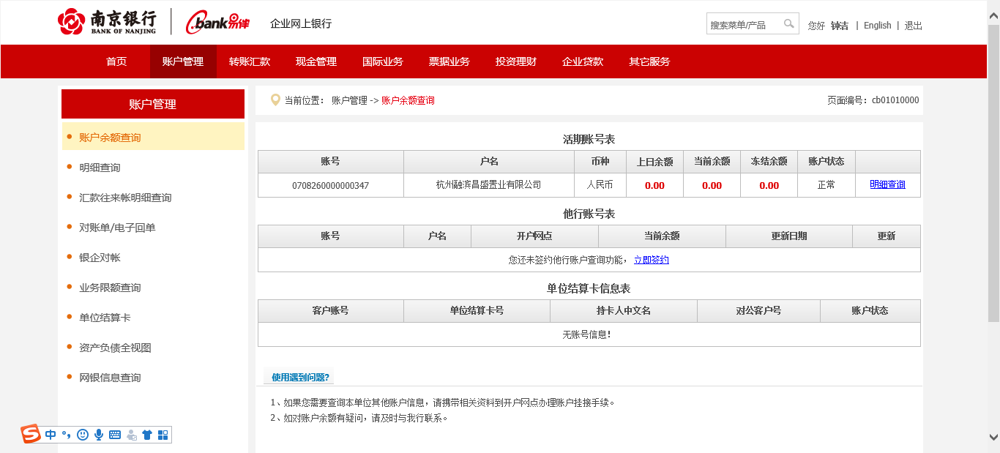 南京银行
BANK OF NANJING
ebank易伴
企业网上银行
搜索菜单/产品
您好 钟洁 | English | 退出
首页 账户管理 转账汇款 现金管理 国际业务 票据业务 投资理财 企业贷款 其它服务
账户管理
账户余额查询
明细查询
汇款往来帐明细查询
对账单/电子回单
银企对帐
业务限额查询
单位结算卡
资产负债全视图
网银信息查询
当前位置： 账户管理 -> 账户余额查询
页面编号：cb01010000
活期账号表
账号 户名 币种 上日余额 当前余额 冻结余额 账户状态
0708260000000347 杭州融滨昌盛置业有限公司 人民币 0.00 0.00 0.00 正常 明细查询
他行账号表
账号 户名 开户网点 当前余额 更新日期 更新
您还未签约他行账户查询功能， 立即签约
单位结算卡信息表
客户账号 单位结算卡号 持卡人中文名 对公客户号 账户状态
无账号信息！
使用遇到问题?
1、如果您需要查询本单位其他账户信息，请携带相关资料到开户网点办理账户挂接手续。
2、如对账户余额有疑问，请及时与我行联系。
S 中